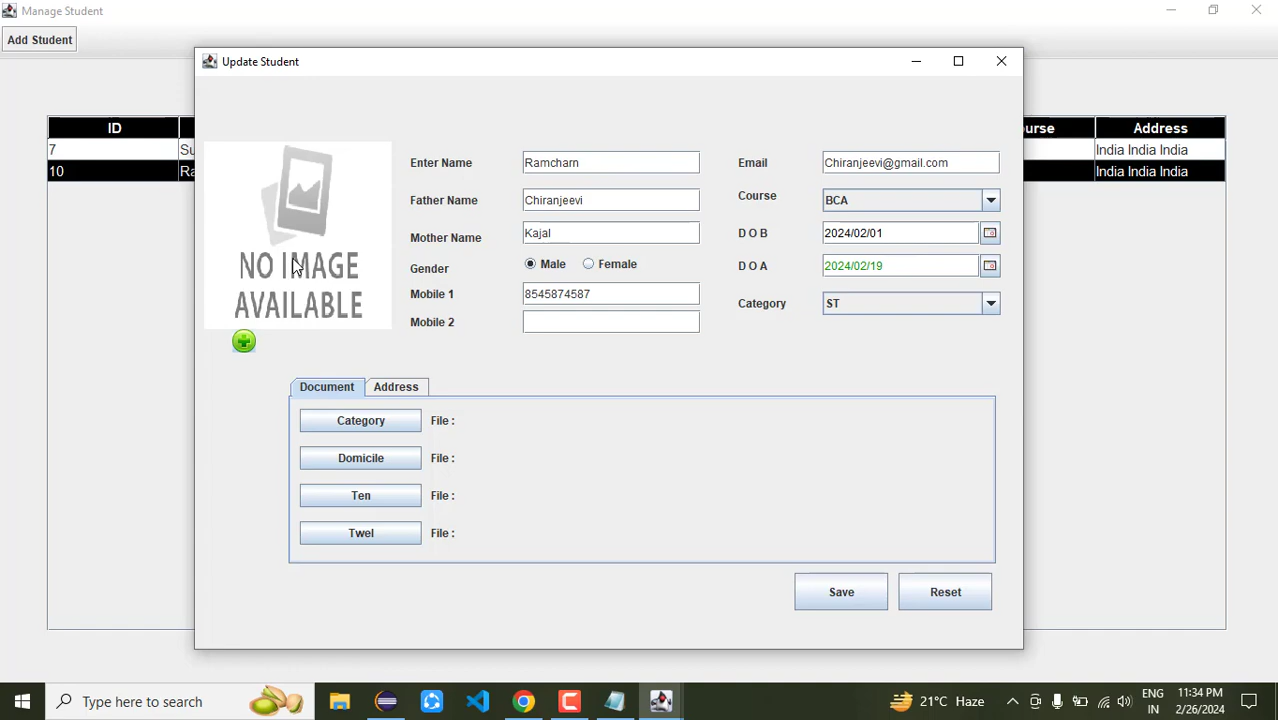 Manage Student
Add Student
Update Student
ID
ourse
Address
7
Su
India India India
10
Ra
India India India
NO IMAGE
AVAILABLE
Enter Name
Ramcharn
Email
Chiranjeevi@gmail.com
Father Name
Chiranjeevi
Course
BCA
Mother Name
Kajal
D O B
2024/02/01
Gender
Male
Female
D O A
2024/02/19
Mobile 1
8545874587
Category
ST
Mobile 2
Document
Address
Category
File :
Domicile
File :
Ten
File :
Twel
File :
Save
Reset
Type here to search
21°C Haze
ENG
IN
11:34 PM
2/26/2024